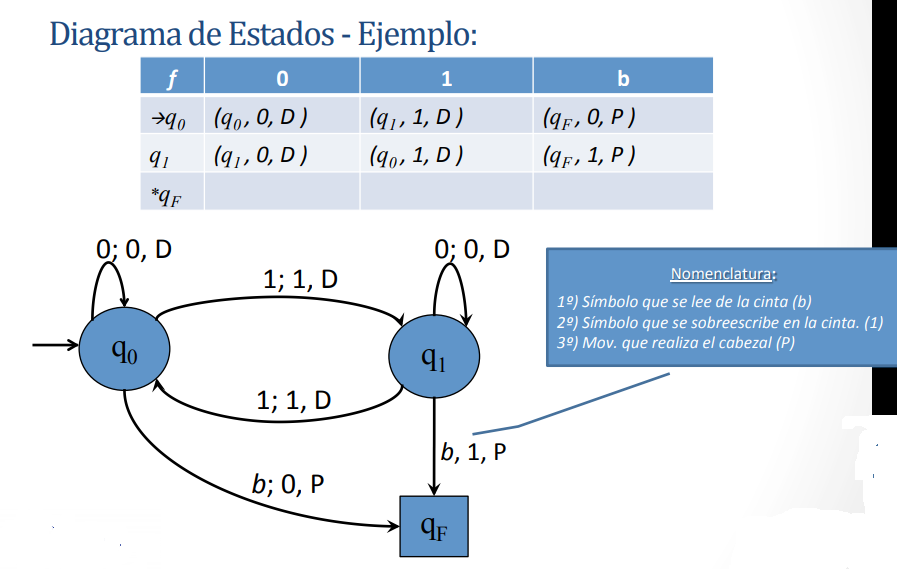 Diagrama de Estados - Ejemplo:
f 0 1 b
→q0 (q0 , 0, D ) (q1 , 1, D ) (qF , 0, P )
q1 (q1 , 0, D ) (q0 , 1, D ) (qF , 1, P )
*qF
0; 0, D
0; 0, D
1; 1, D
Nomenclatura:
1º) Símbolo que se lee de la cinta (b)
2º) Símbolo que se sobreescribe en la cinta. (1)
3º) Mov. que realiza el cabezal (P)
q0
q1
1; 1, D
b, 1, P
b; 0, P
qF